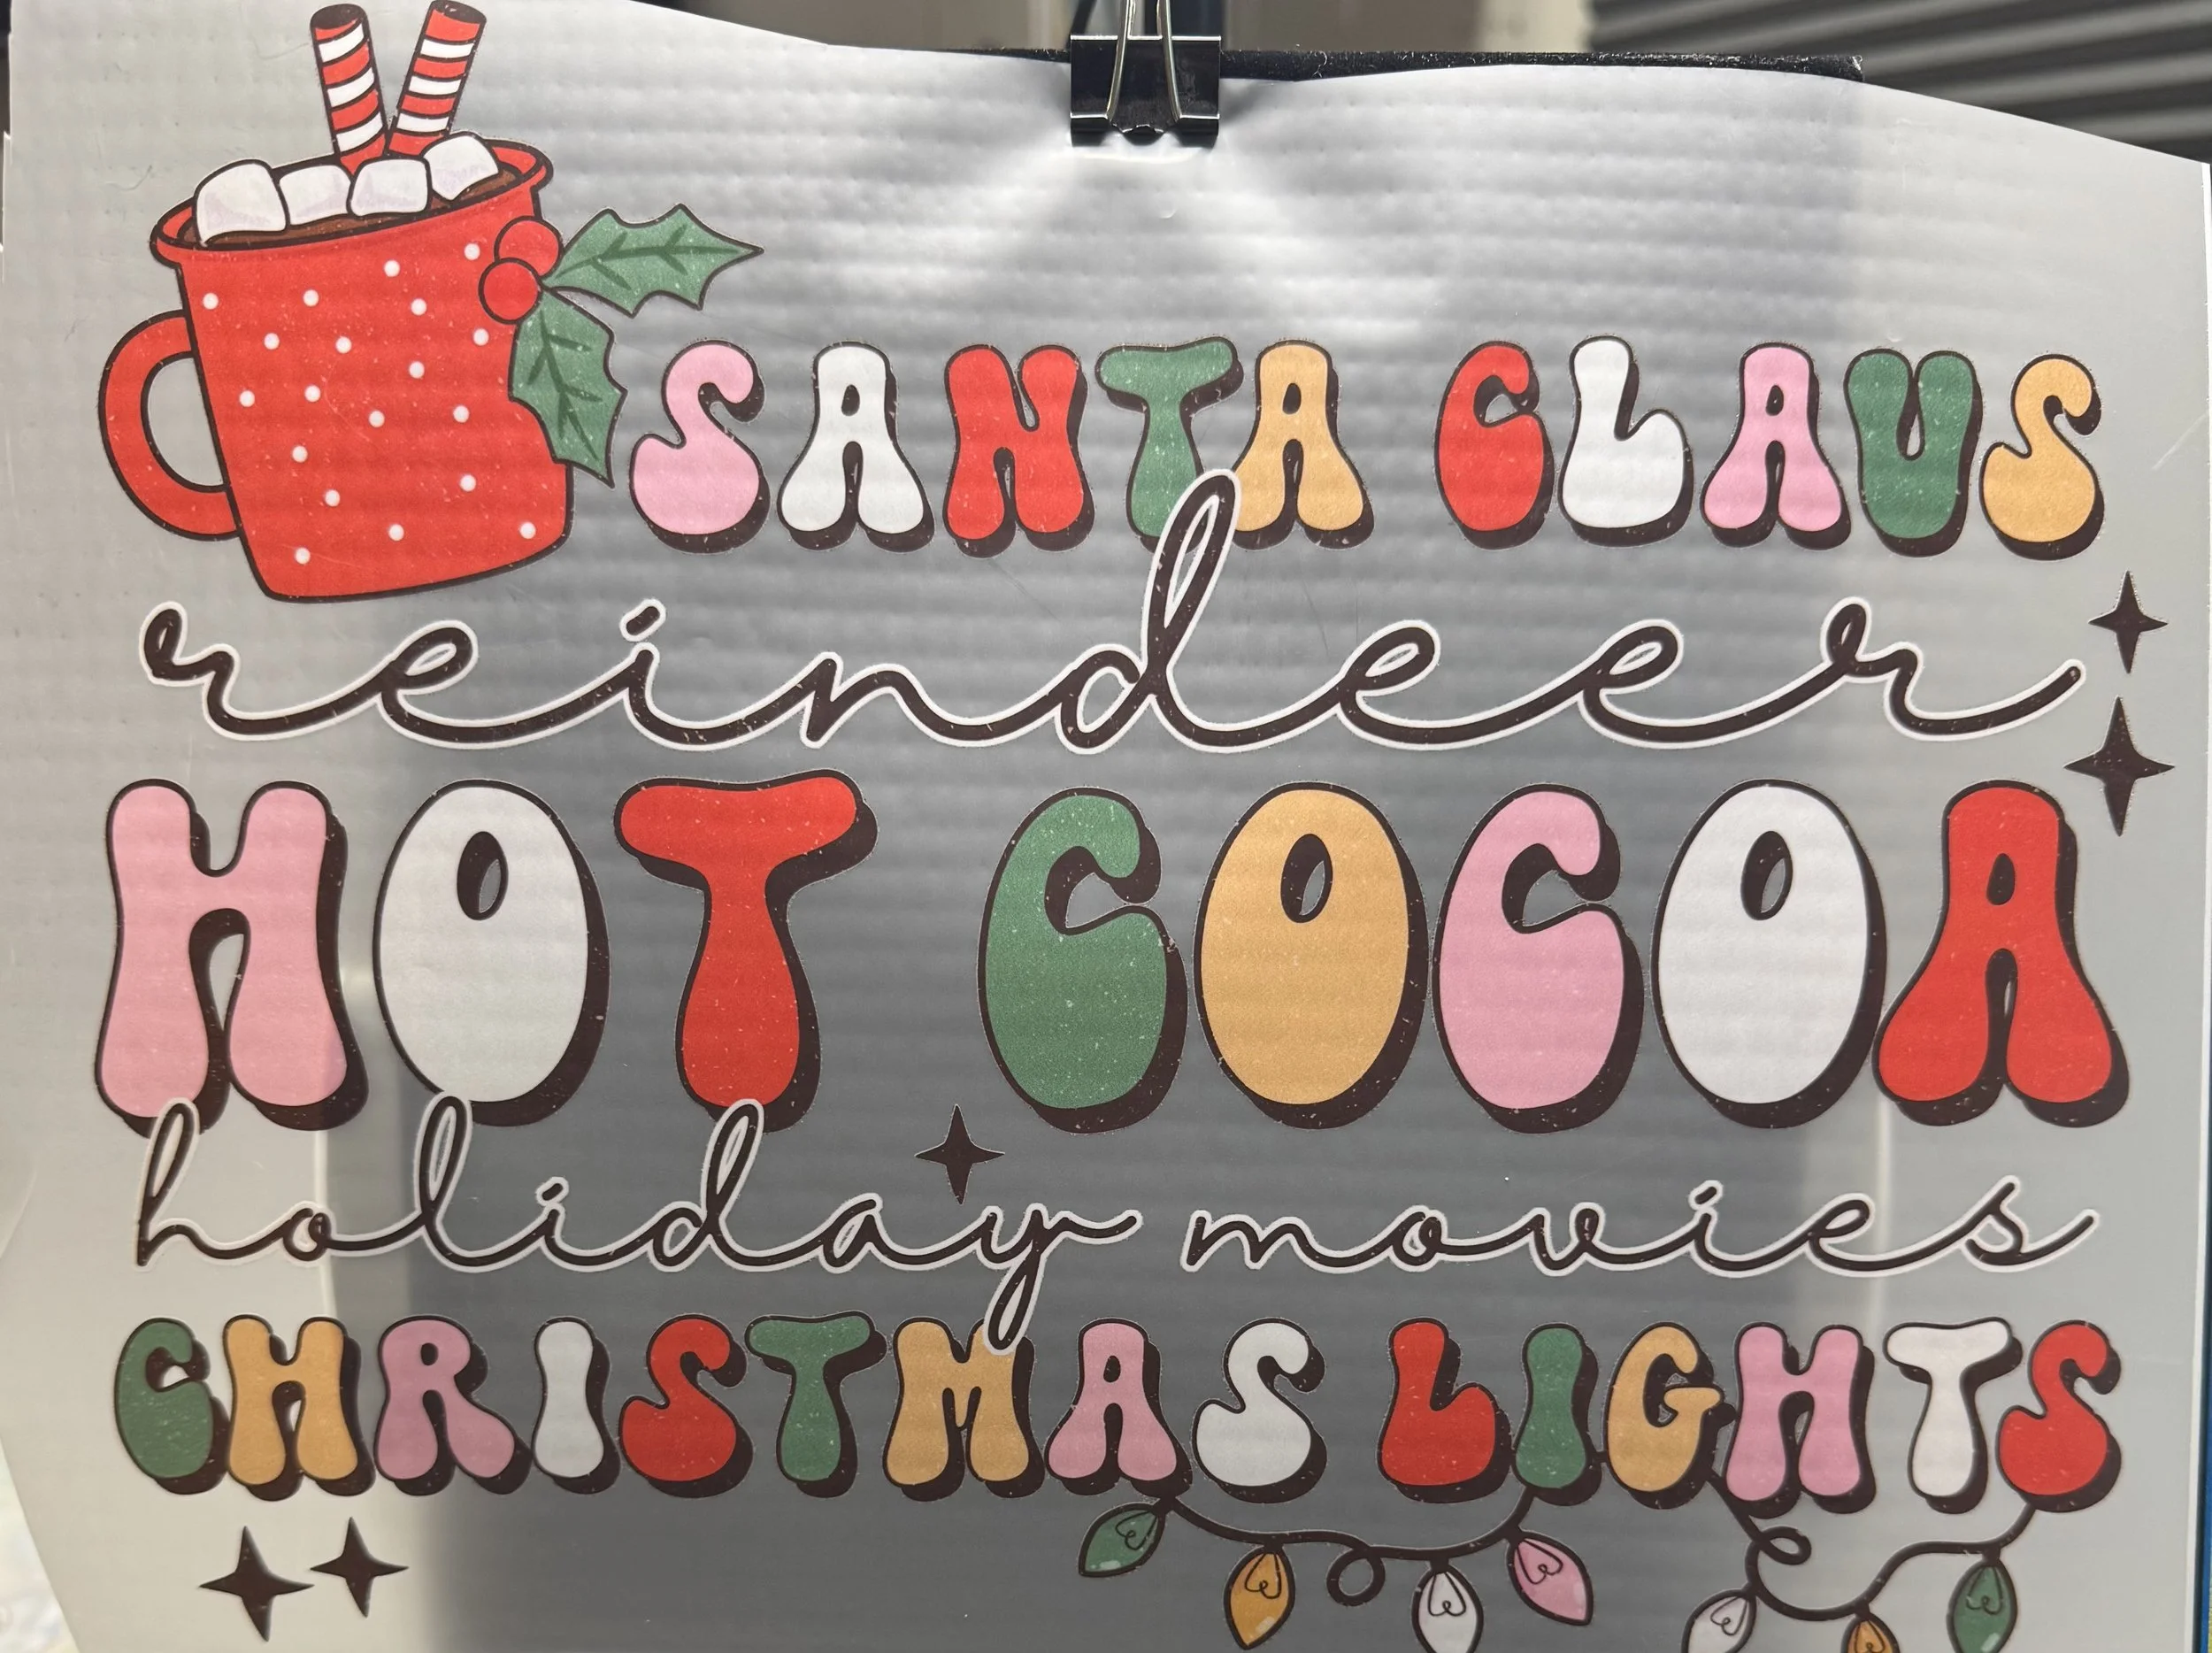 SANTA CLAUS
reindeer
HOT COCOA
holiday movies
CHRISTMAS LIGHTS